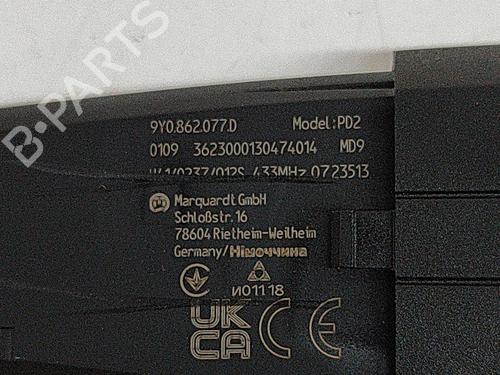 B-PARTS
9Y0.862.077.D Model:PD2
0109 3623000130474014 MD9
433MHz 0723513
Marquardt GmbH
Schloßstr. 16
78604 Rietheim-Weilheim
Germany/Німоччина
и01118
UK
CA
CE